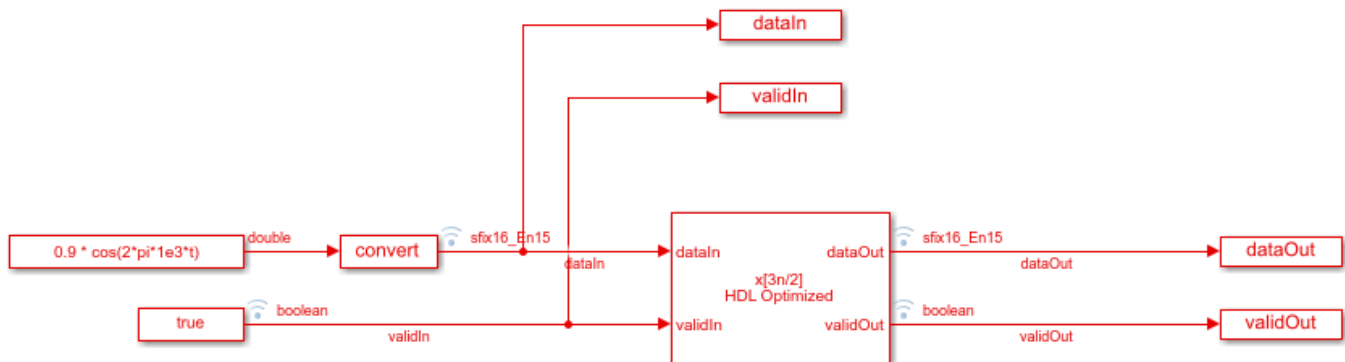 dataIn
validIn
0.9 * cos(2*pi*1e3*t)
double
convert
sfix16_En15
dataIn
true
boolean
validIn
dataIn
validIn
x[3n/2]
HDL Optimized
dataOut
validOut
sfix16_En15
dataOut
boolean
validOut
dataOut
validOut